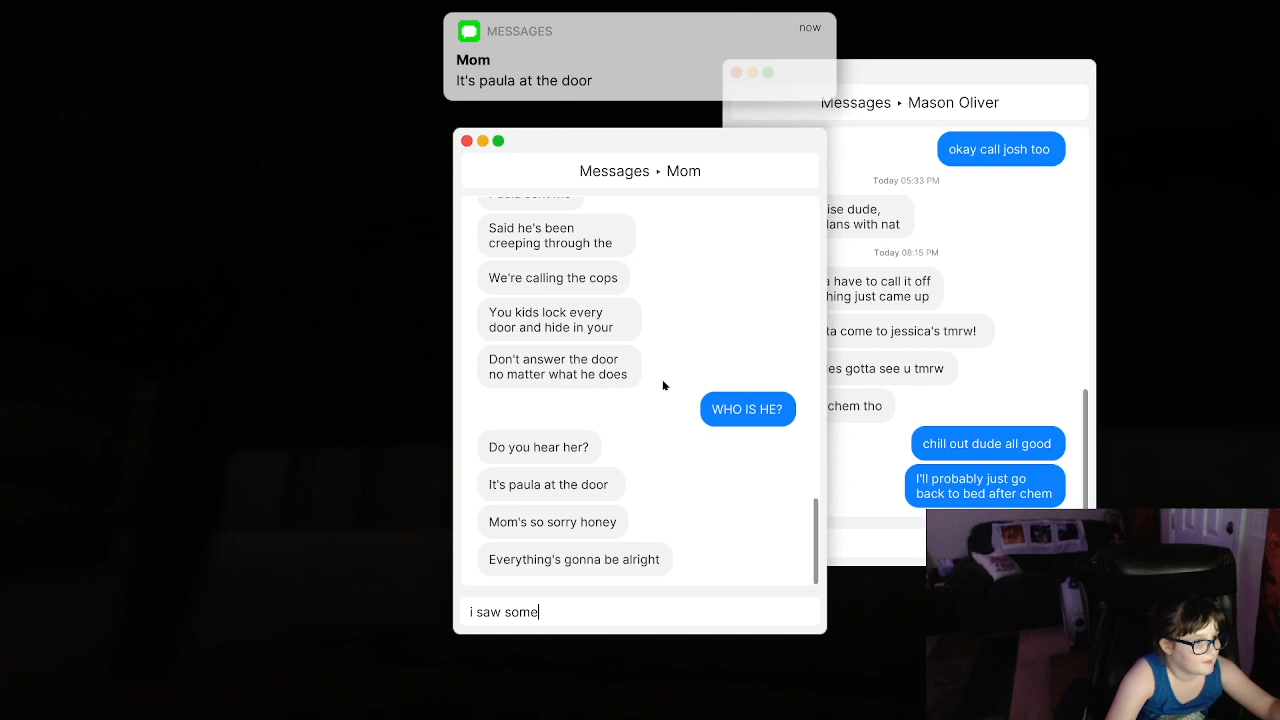 MESSAGES
now
Mom
It's paula at the door
Messages ▸ Mason Oliver
okay call josh too
Today 05:33 PM
ise dude,
lans with nat
Today 08:15 PM
a have to call it off
hing just came up
ta come to jessica's tmrw!
es gotta see u tmrw
chem tho
chill out dude all good
I'll probably just go
back to bed after chem
Messages ▸ Mom
Said he's been
creeping through the
We're calling the cops
You kids lock every
door and hide in your
Don't answer the door
no matter what he does
WHO IS HE?
Do you hear her?
It's paula at the door
Mom's so sorry honey
Everything's gonna be alright
i saw some